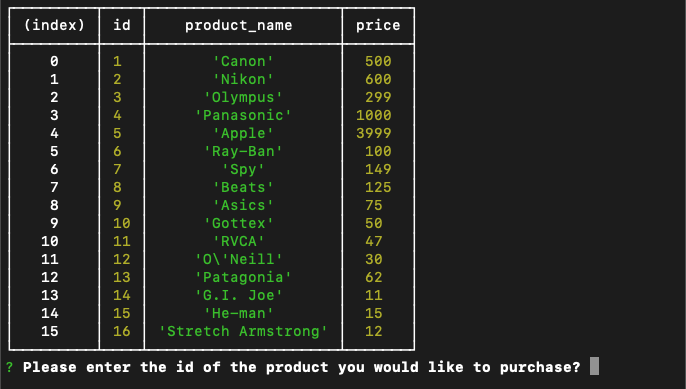 (index) id product_name price
0 1 'Canon' 500
1 2 'Nikon' 600
2 3 'Olympus' 299
3 4 'Panasonic' 1000
4 5 'Apple' 3999
5 6 'Ray-Ban' 100
6 7 'Spy' 149
7 8 'Beats' 125
8 9 'Asics' 75
9 10 'Gottex' 50
10 11 'RVCA' 47
11 12 'O\'Neill' 30
12 13 'Patagonia' 62
13 14 'G.I. Joe' 11
14 15 'He-man' 15
15 16 'Stretch Armstrong' 12
? Please enter the id of the product you would like to purchase?